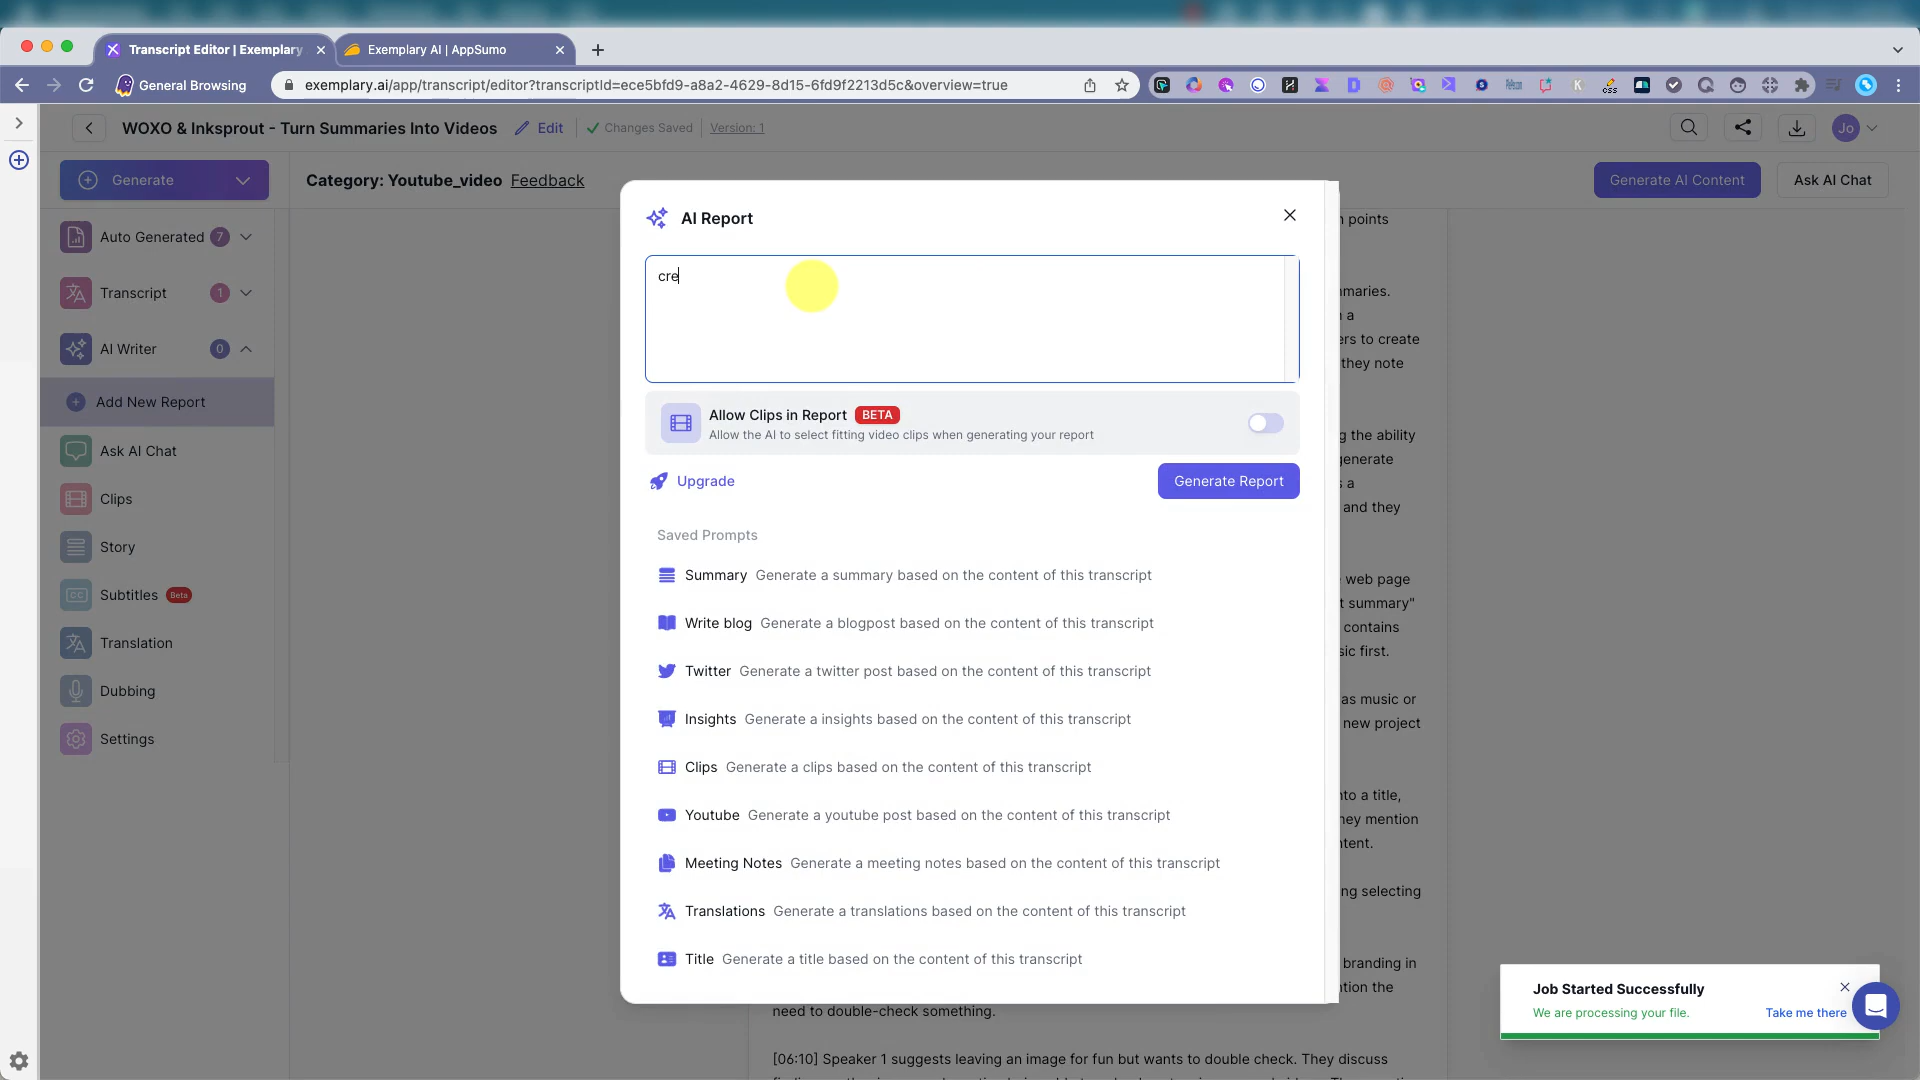 Transcript Editor | Exemplary
Exemplary AI | AppSumo
General Browsing
exemplary.ai/app/transcript/editor?transcriptId=ece5bfd9-a8a2-4629-8d15-6fd9f2213d5c&overview=true
WOXO & Inksprout - Turn Summaries Into Videos
Edit
Changes Saved
Version: 1
Jo
Generate
Category: Youtube_video
Feedback
Generate AI Content
Ask AI Chat
Auto Generated 7
Transcript 1
AI Writer 0
Add New Report
Ask AI Chat
Clips
Story
Subtitles Beta
Translation
Dubbing
Settings
AI Report
cre
Allow Clips in Report BETA
Allow the AI to select fitting video clips when generating your report
Upgrade
Generate Report
Saved Prompts
Summary Generate a summary based on the content of this transcript
Write blog Generate a blogpost based on the content of this transcript
Twitter Generate a twitter post based on the content of this transcript
Insights Generate a insights based on the content of this transcript
Clips Generate a clips based on the content of this transcript
Youtube Generate a youtube post based on the content of this transcript
Meeting Notes Generate a meeting notes based on the content of this transcript
Translations Generate a translations based on the content of this transcript
Title Generate a title based on the content of this transcript
points
maries.
a
ers to create
they note
g the ability
generate
s a
and they
web page
t summary"
contains
sic first.
as music or
new project
nto a title,
hey mention
tent.
ng selecting
branding in
tion the
need to double-check something.
[06:10] Speaker 1 suggests leaving an image for fun but wants to double check. They discuss
Job Started Successfully
We are processing your file.
Take me there